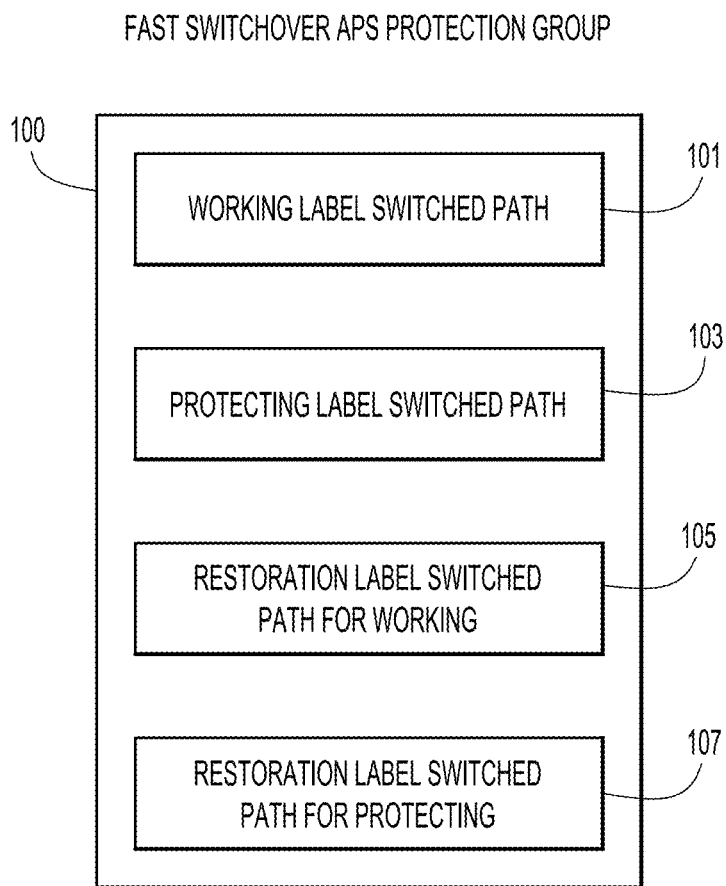 FAST SWITCHOVER APS PROTECTION GROUP
100
101
WORKING LABEL SWITCHED PATH
103
PROTECTING LABEL SWITCHED PATH
105
RESTORATION LABEL SWITCHED
PATH FOR WORKING
107
RESTORATION LABEL SWITCHED
PATH FOR PROTECTING